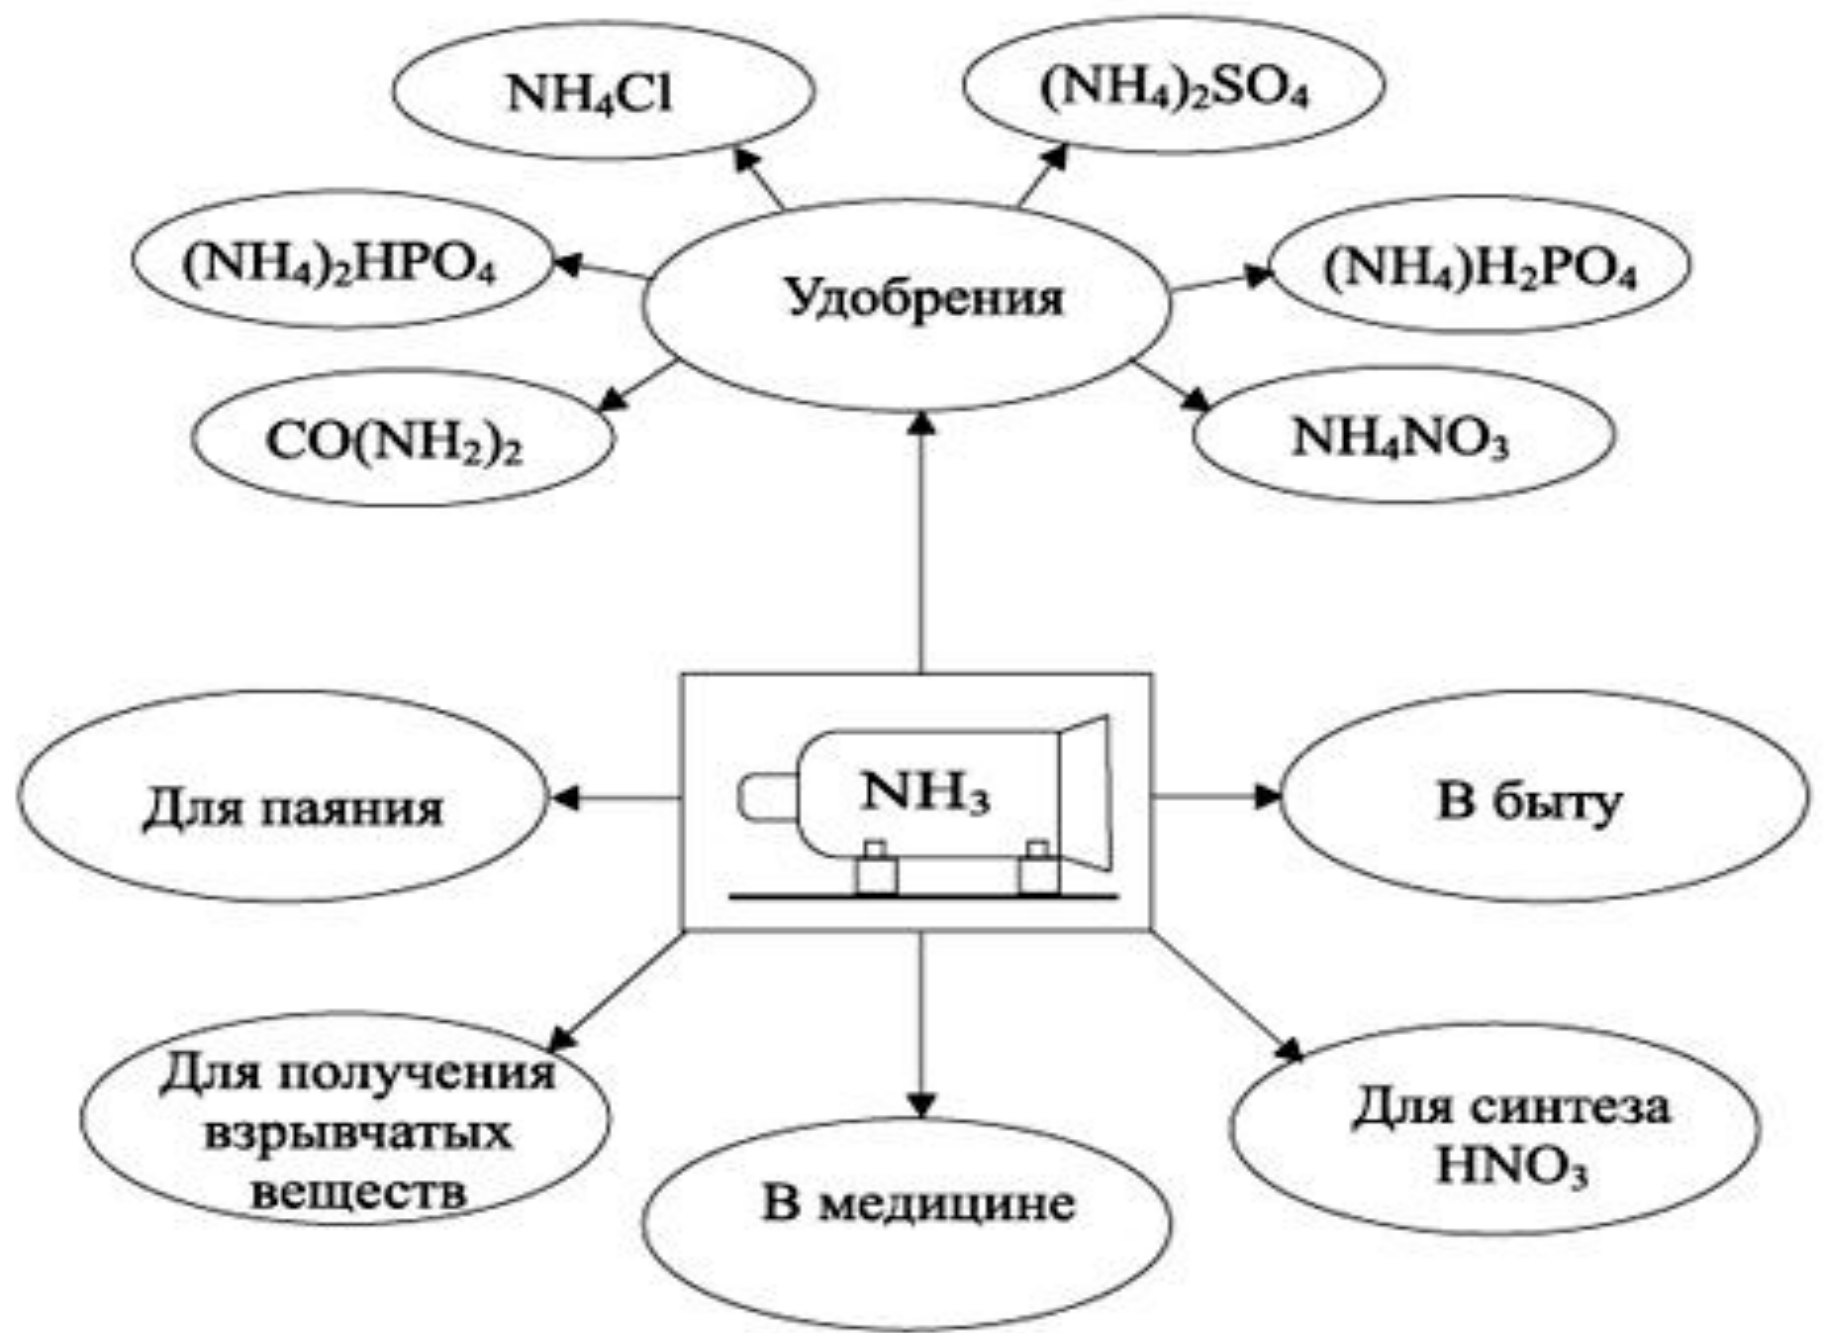 NH₄Cl
(NH₄)₂SO₄
(NH₄)₂HPO₄
Удобрения
(NH₄)H₂PO₄
CO(NH₂)₂
NH₄NO₃
Для паяния
NH₃
В быту
Для получения
взрывчатых
веществ
В медицине
Для синтеза
HNO₃